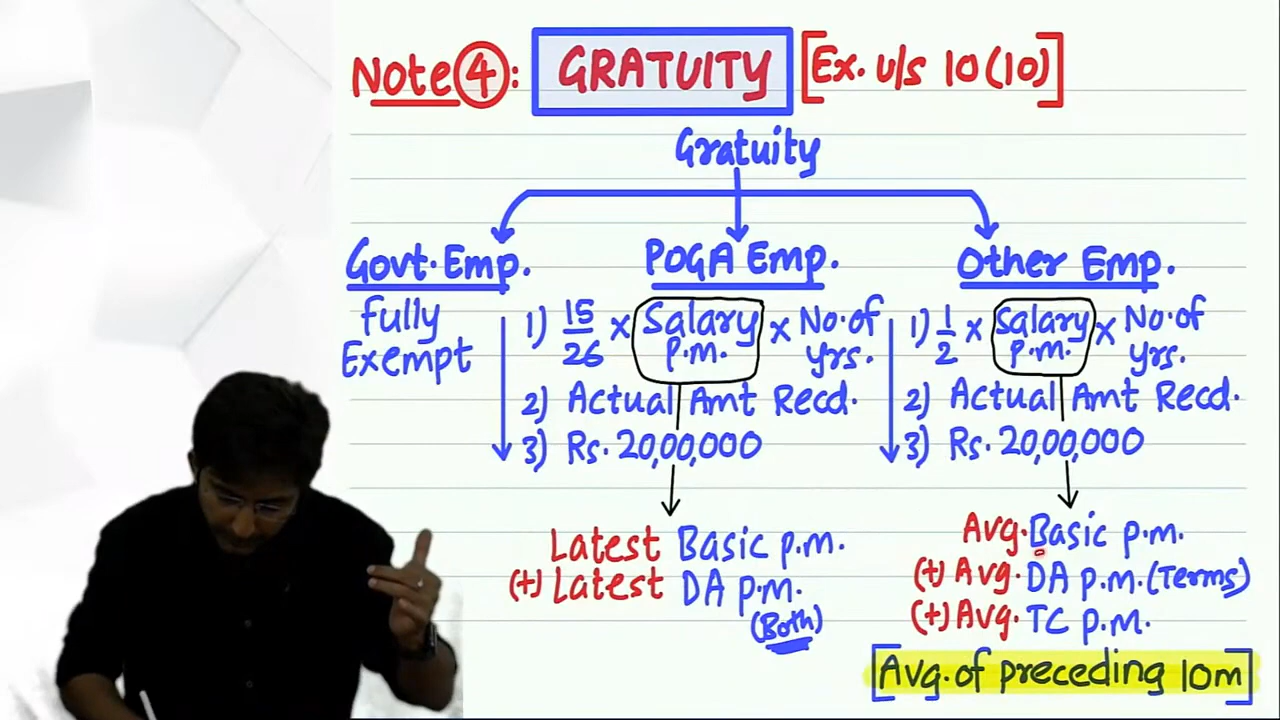 Note 4: GRATUITY [Ex. u/s 10(10)]
Gratuity
Govt. Emp.
Fully
Exempt
POGA Emp.
1) 15/26 × Salary p.m. × No. of yrs.
2) Actual Amt Recd.
3) Rs. 20,00,000
Latest Basic p.m.
(+) Latest DA p.m.
(Both)
Other Emp.
1) 1/2 × Salary p.m. × No. of yrs.
2) Actual Amt Recd.
3) Rs. 20,00,000
Avg. Basic p.m.
(+) Avg. DA p.m. (Terms)
(+) Avg. TC p.m.
[Avg. of preceding 10m]